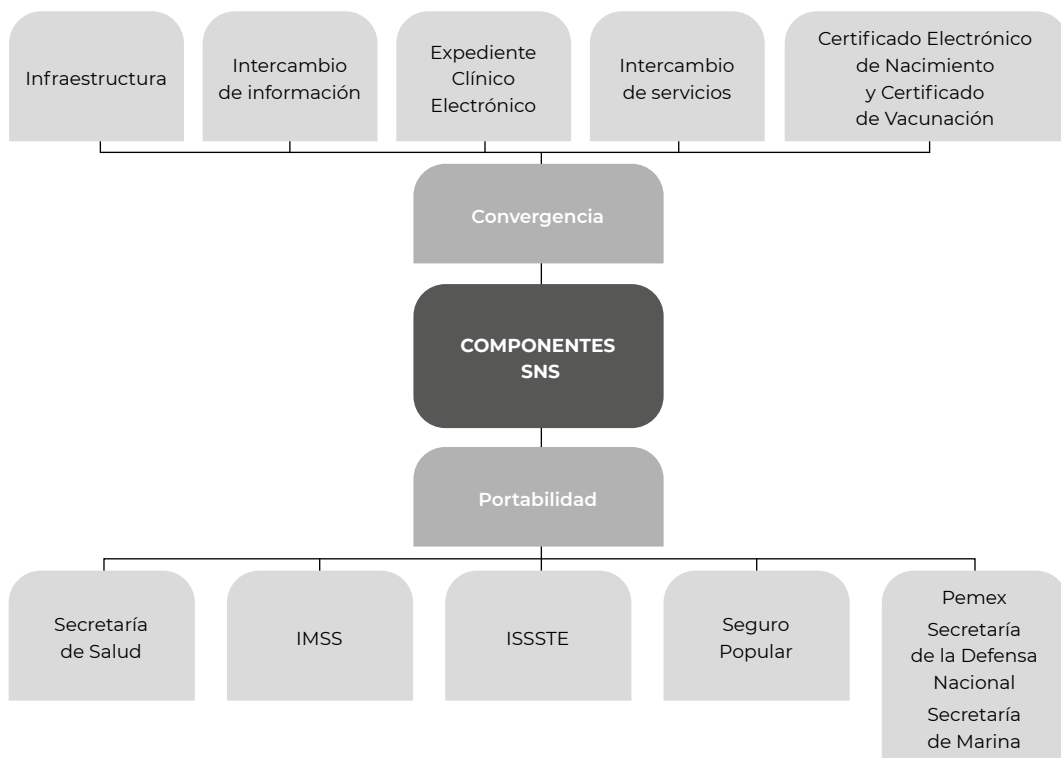 Infraestructura
Intercambio
de información
Expediente
Clínico
Electrónico
Intercambio
de servicios
Certificado Electrónico
de Nacimiento
y Certificado
de Vacunación
Convergencia
COMPONENTES
SNS
Portabilidad
Secretaría
de Salud
IMSS
ISSSTE
Seguro
Popular
Pemex
Secretaría
de la Defensa
Nacional
Secretaría
de Marina